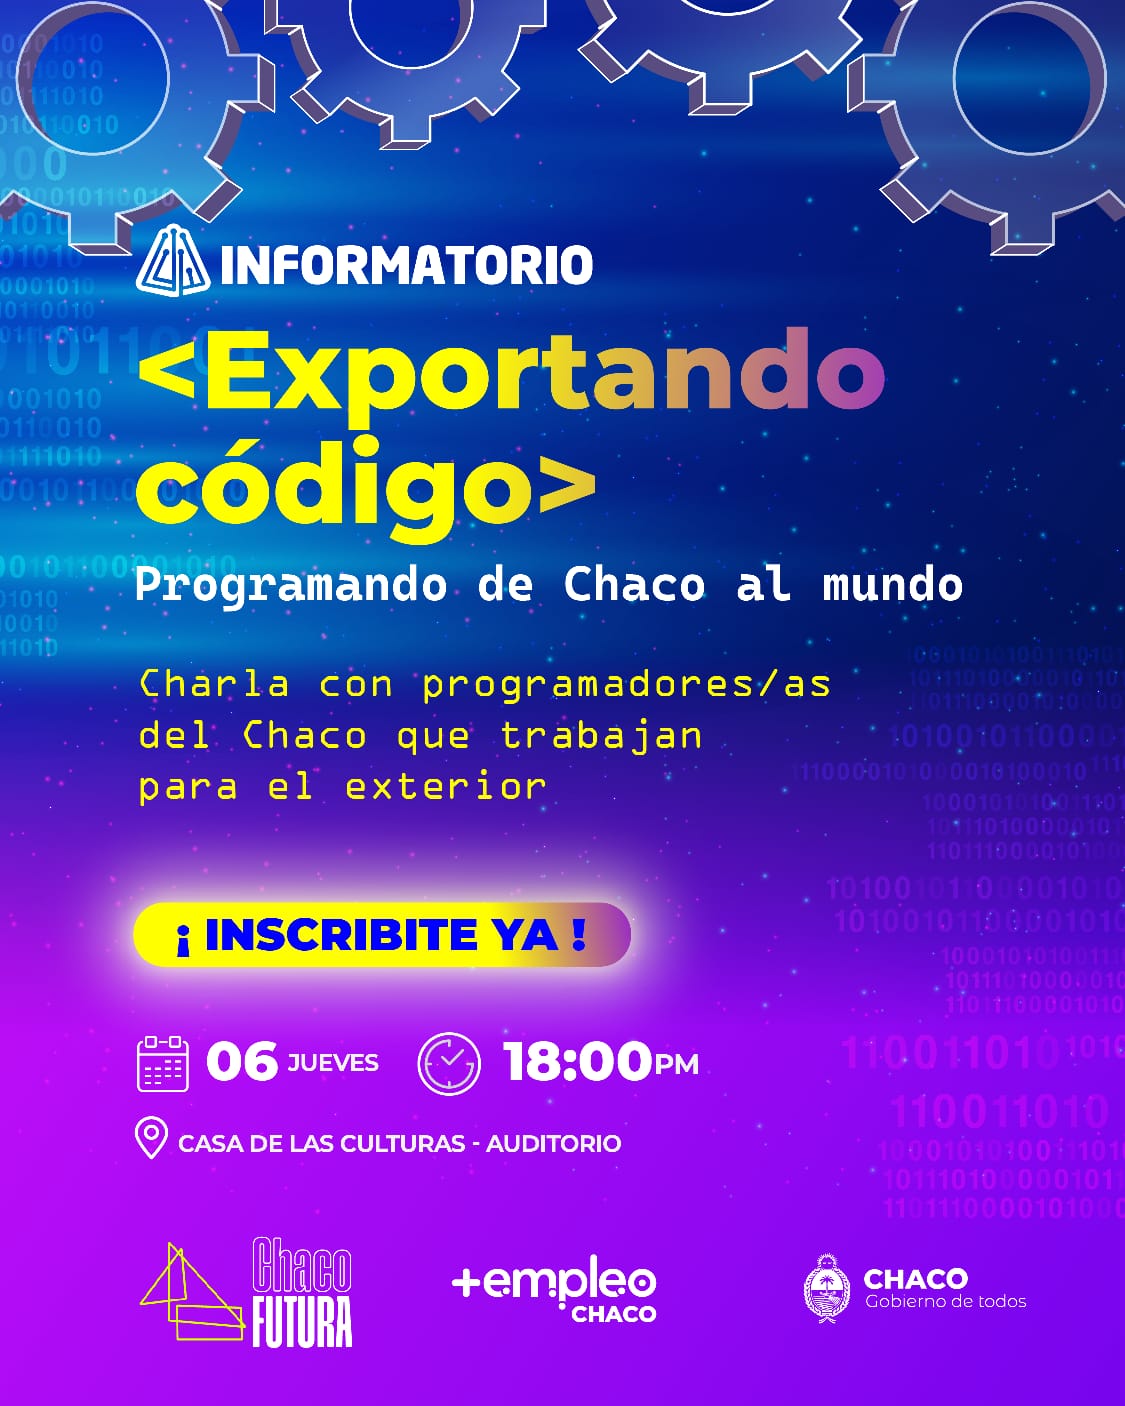 INFORMATORIO
<Exportando
código>
Programando de Chaco al mundo
Charla con programadores/as
del Chaco que trabajan
para el exterior
¡ INSCRIBITE YA !
06 JUEVES 18:00PM
CASA DE LAS CULTURAS - AUDITORIO
Chaco
FUTURA
+empleo
CHACO
CHACO
Gobierno de todos